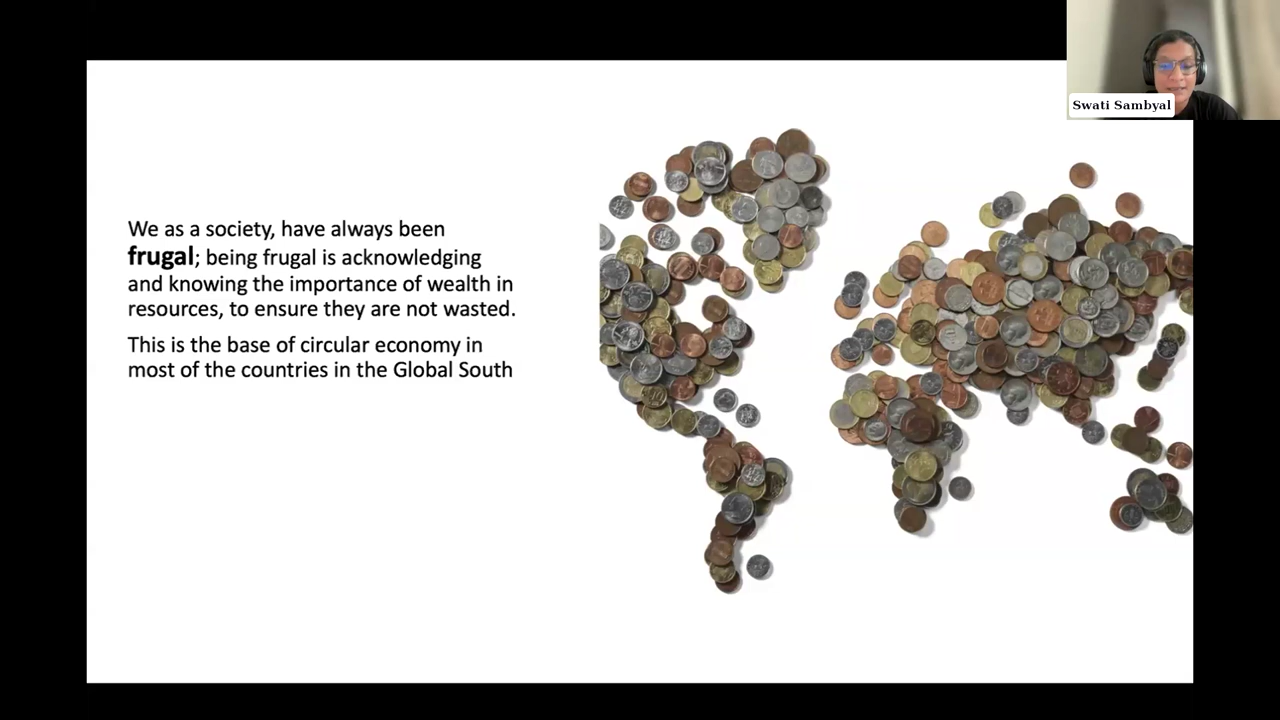 Swati Sambyal
We as a society, have always been
frugal; being frugal is acknowledging
and knowing the importance of wealth in
resources, to ensure they are not wasted.
This is the base of circular economy in
most of the countries in the Global South